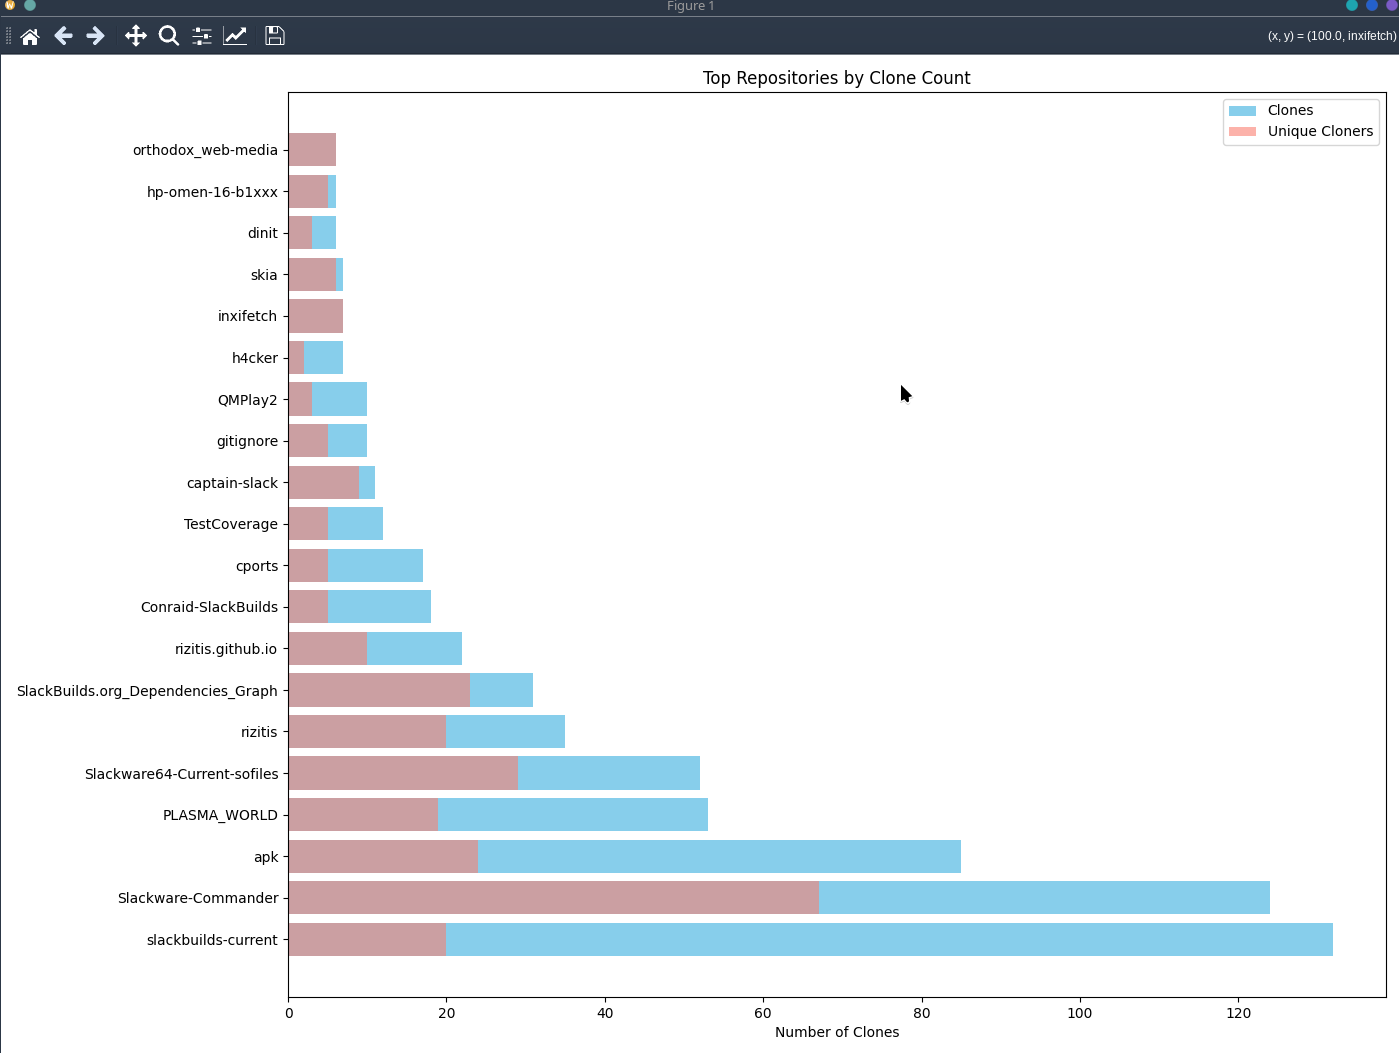 Figure 1
(x, y) = (100.0, inxifetch)
Top Repositories by Clone Count
Clones
Unique Cloners
orthodox_web-media
hp-omen-16-b1xxx
dinit
skia
inxifetch
h4cker
QMPlay2
gitignore
captain-slack
TestCoverage
cports
Conraid-SlackBuilds
rizitis.github.io
SlackBuilds.org_Dependencies_Graph
rizitis
Slackware64-Current-sofiles
PLASMA_WORLD
apk
Slackware-Commander
slackbuilds-current
0 20 40 60 80 100 120
Number of Clones